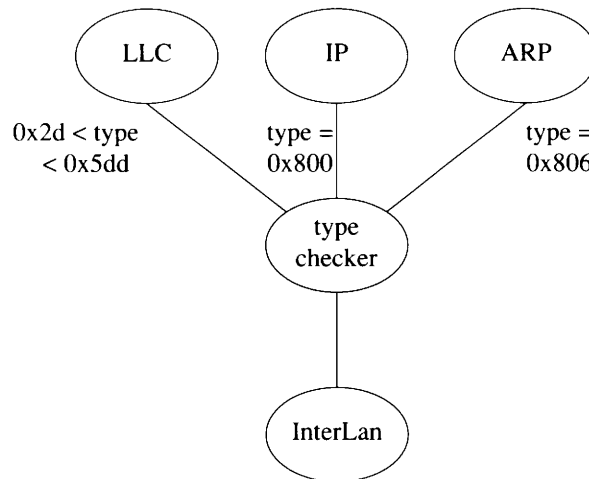 LLC
IP
ARP
0x2d < type
< 0x5dd
type =
0x800
type =
0x806
type
checker
InterLan